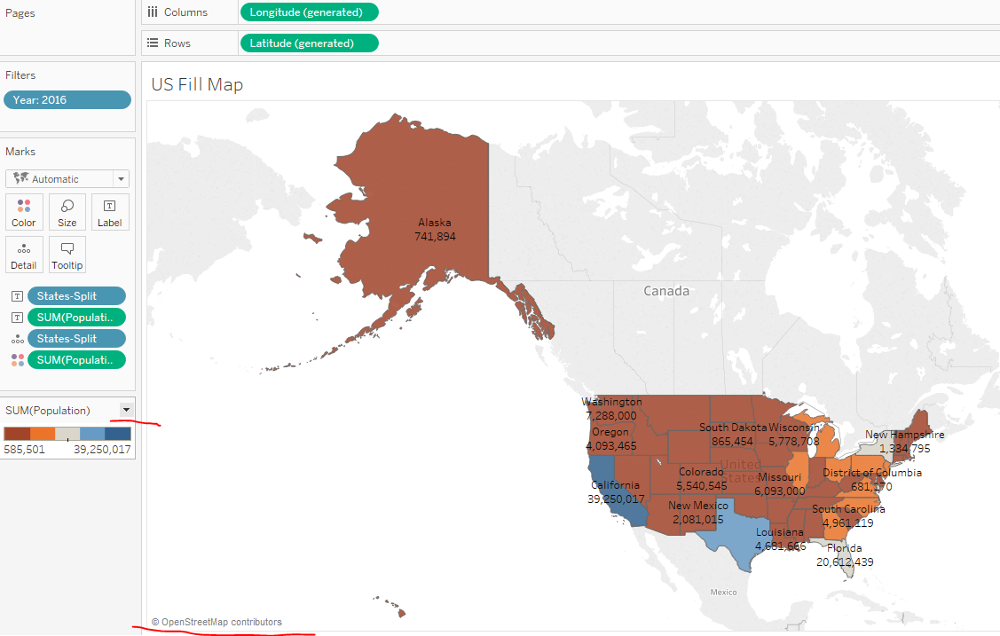 Pages
Columns
Longitude (generated)
Rows
Latitude (generated)
Filters
Year: 2016
Marks
Automatic
Color
Size
Label
Detail
Tooltip
States-Split
SUM(Populati..
States-Split
SUM(Populati..
SUM(Population)
585,501 39,250,017
US Fill Map
Alaska
741,894
Canada
Washington
7,288,000
Oregon
4,093,465
South Dakota
865,454
Wisconsin
5,778,708
New Hampshire
1,334,795
United
States
Colorado
5,540,545
Missouri
6,093,000
District of Columbia
681,170
California
39,250,017
New Mexico
2,081,015
South Carolina
4,961,119
Louisiana
4,681,666
Florida
20,612,439
Mexico
© OpenStreetMap contributors